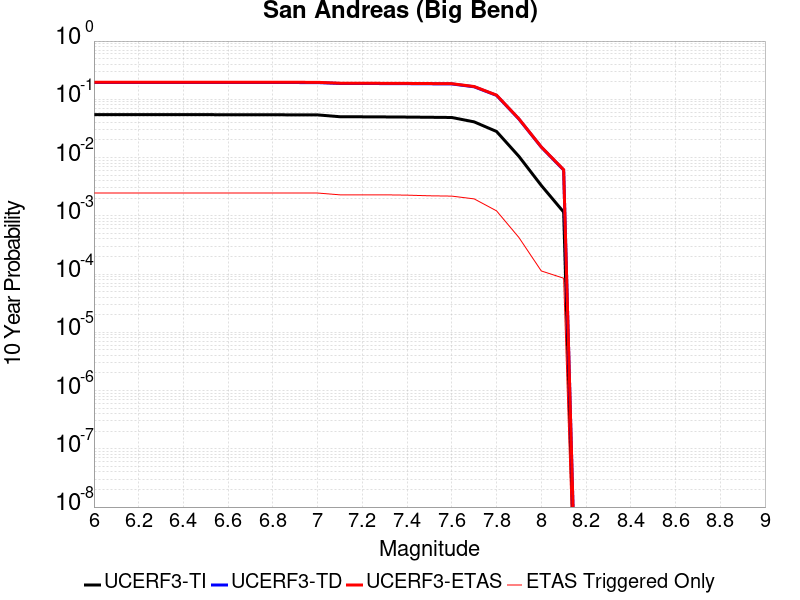 San Andreas (Big Bend)
10^0
10^-1
10^-2
10^-3
10^-4
10^-5
10^-6
10^-7
10^-8
10 Year Probability
6 6.2 6.4 6.6 6.8 7 7.2 7.4 7.6 7.8 8 8.2 8.4 8.6 8.8 9
Magnitude
UCERF3-TI UCERF3-TD UCERF3-ETAS ETAS Triggered Only